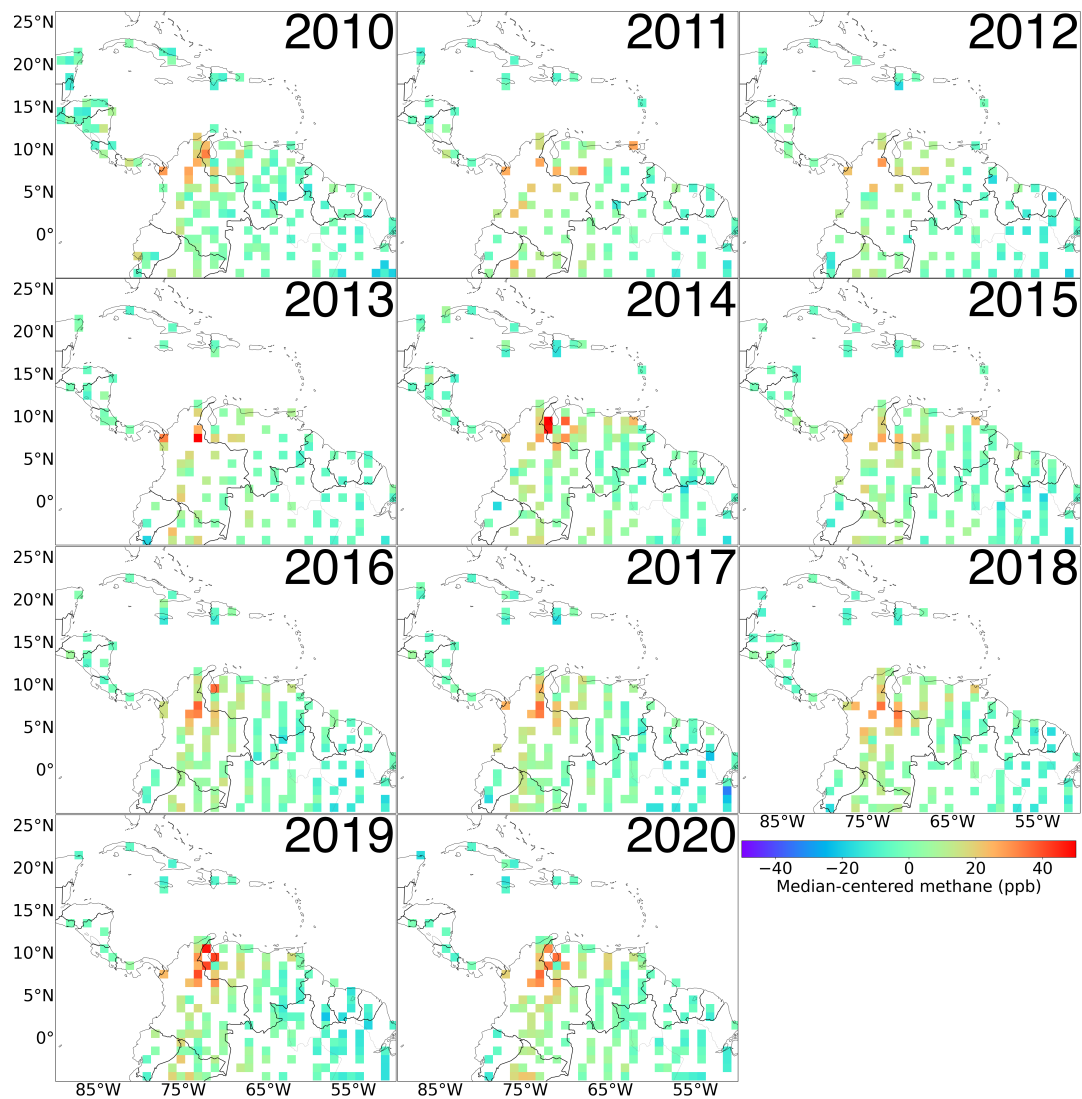 25°N
20°N
15°N
10°N
5°N
0°
2010
2011
2012
25°N
20°N
15°N
10°N
5°N
0°
2013
2014
2015
25°N
20°N
15°N
10°N
5°N
0°
2016
2017
2018
85°W 75°W 65°W 55°W
25°N
20°N
15°N
10°N
5°N
0°
2019
2020
−40 −20 0 20 40
Median-centered methane (ppb)
85°W 75°W 65°W 55°W 85°W 75°W 65°W 55°W